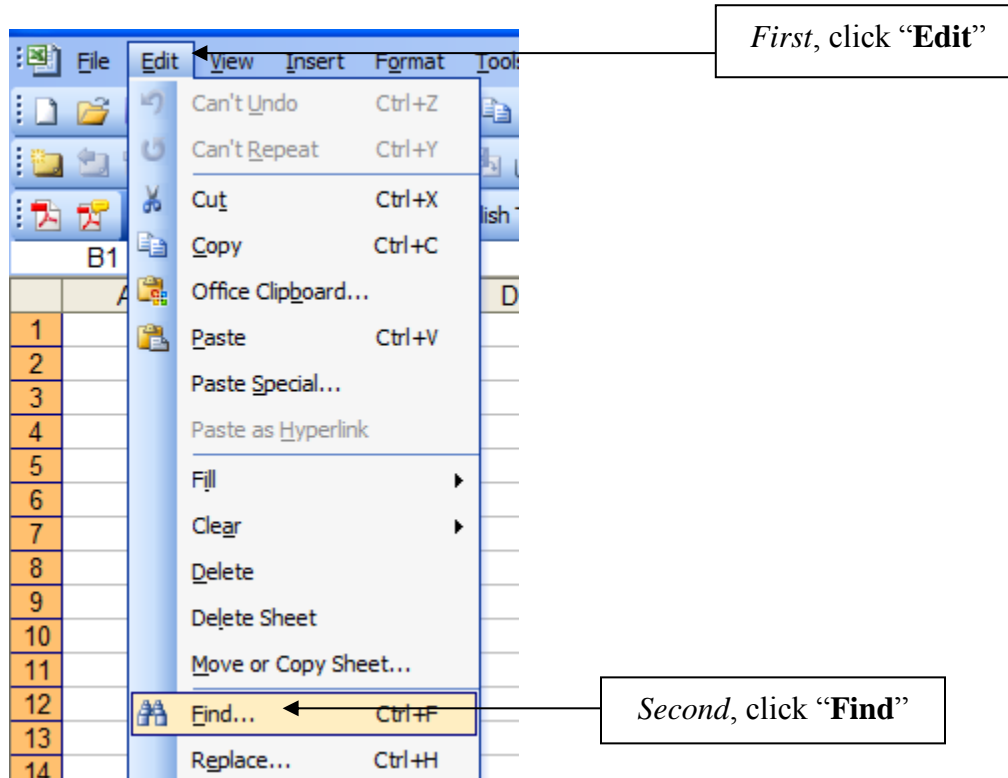 First, click “Edit”
File Edit View Insert Format Tools
Can't Undo Ctrl+Z
Can't Repeat Ctrl+Y
Cut Ctrl+X
lish
Copy Ctrl+C
B1
Office Clipboard...
A D
Paste Ctrl+V
1
2
Paste Special...
3
4
Paste as Hyperlink
5
Fill
6
7
Clear
8
Delete
9
Delete Sheet
10
11
Move or Copy Sheet...
12
Find... Ctrl+F
Second, click “Find”
13
Replace... Ctrl+H
14